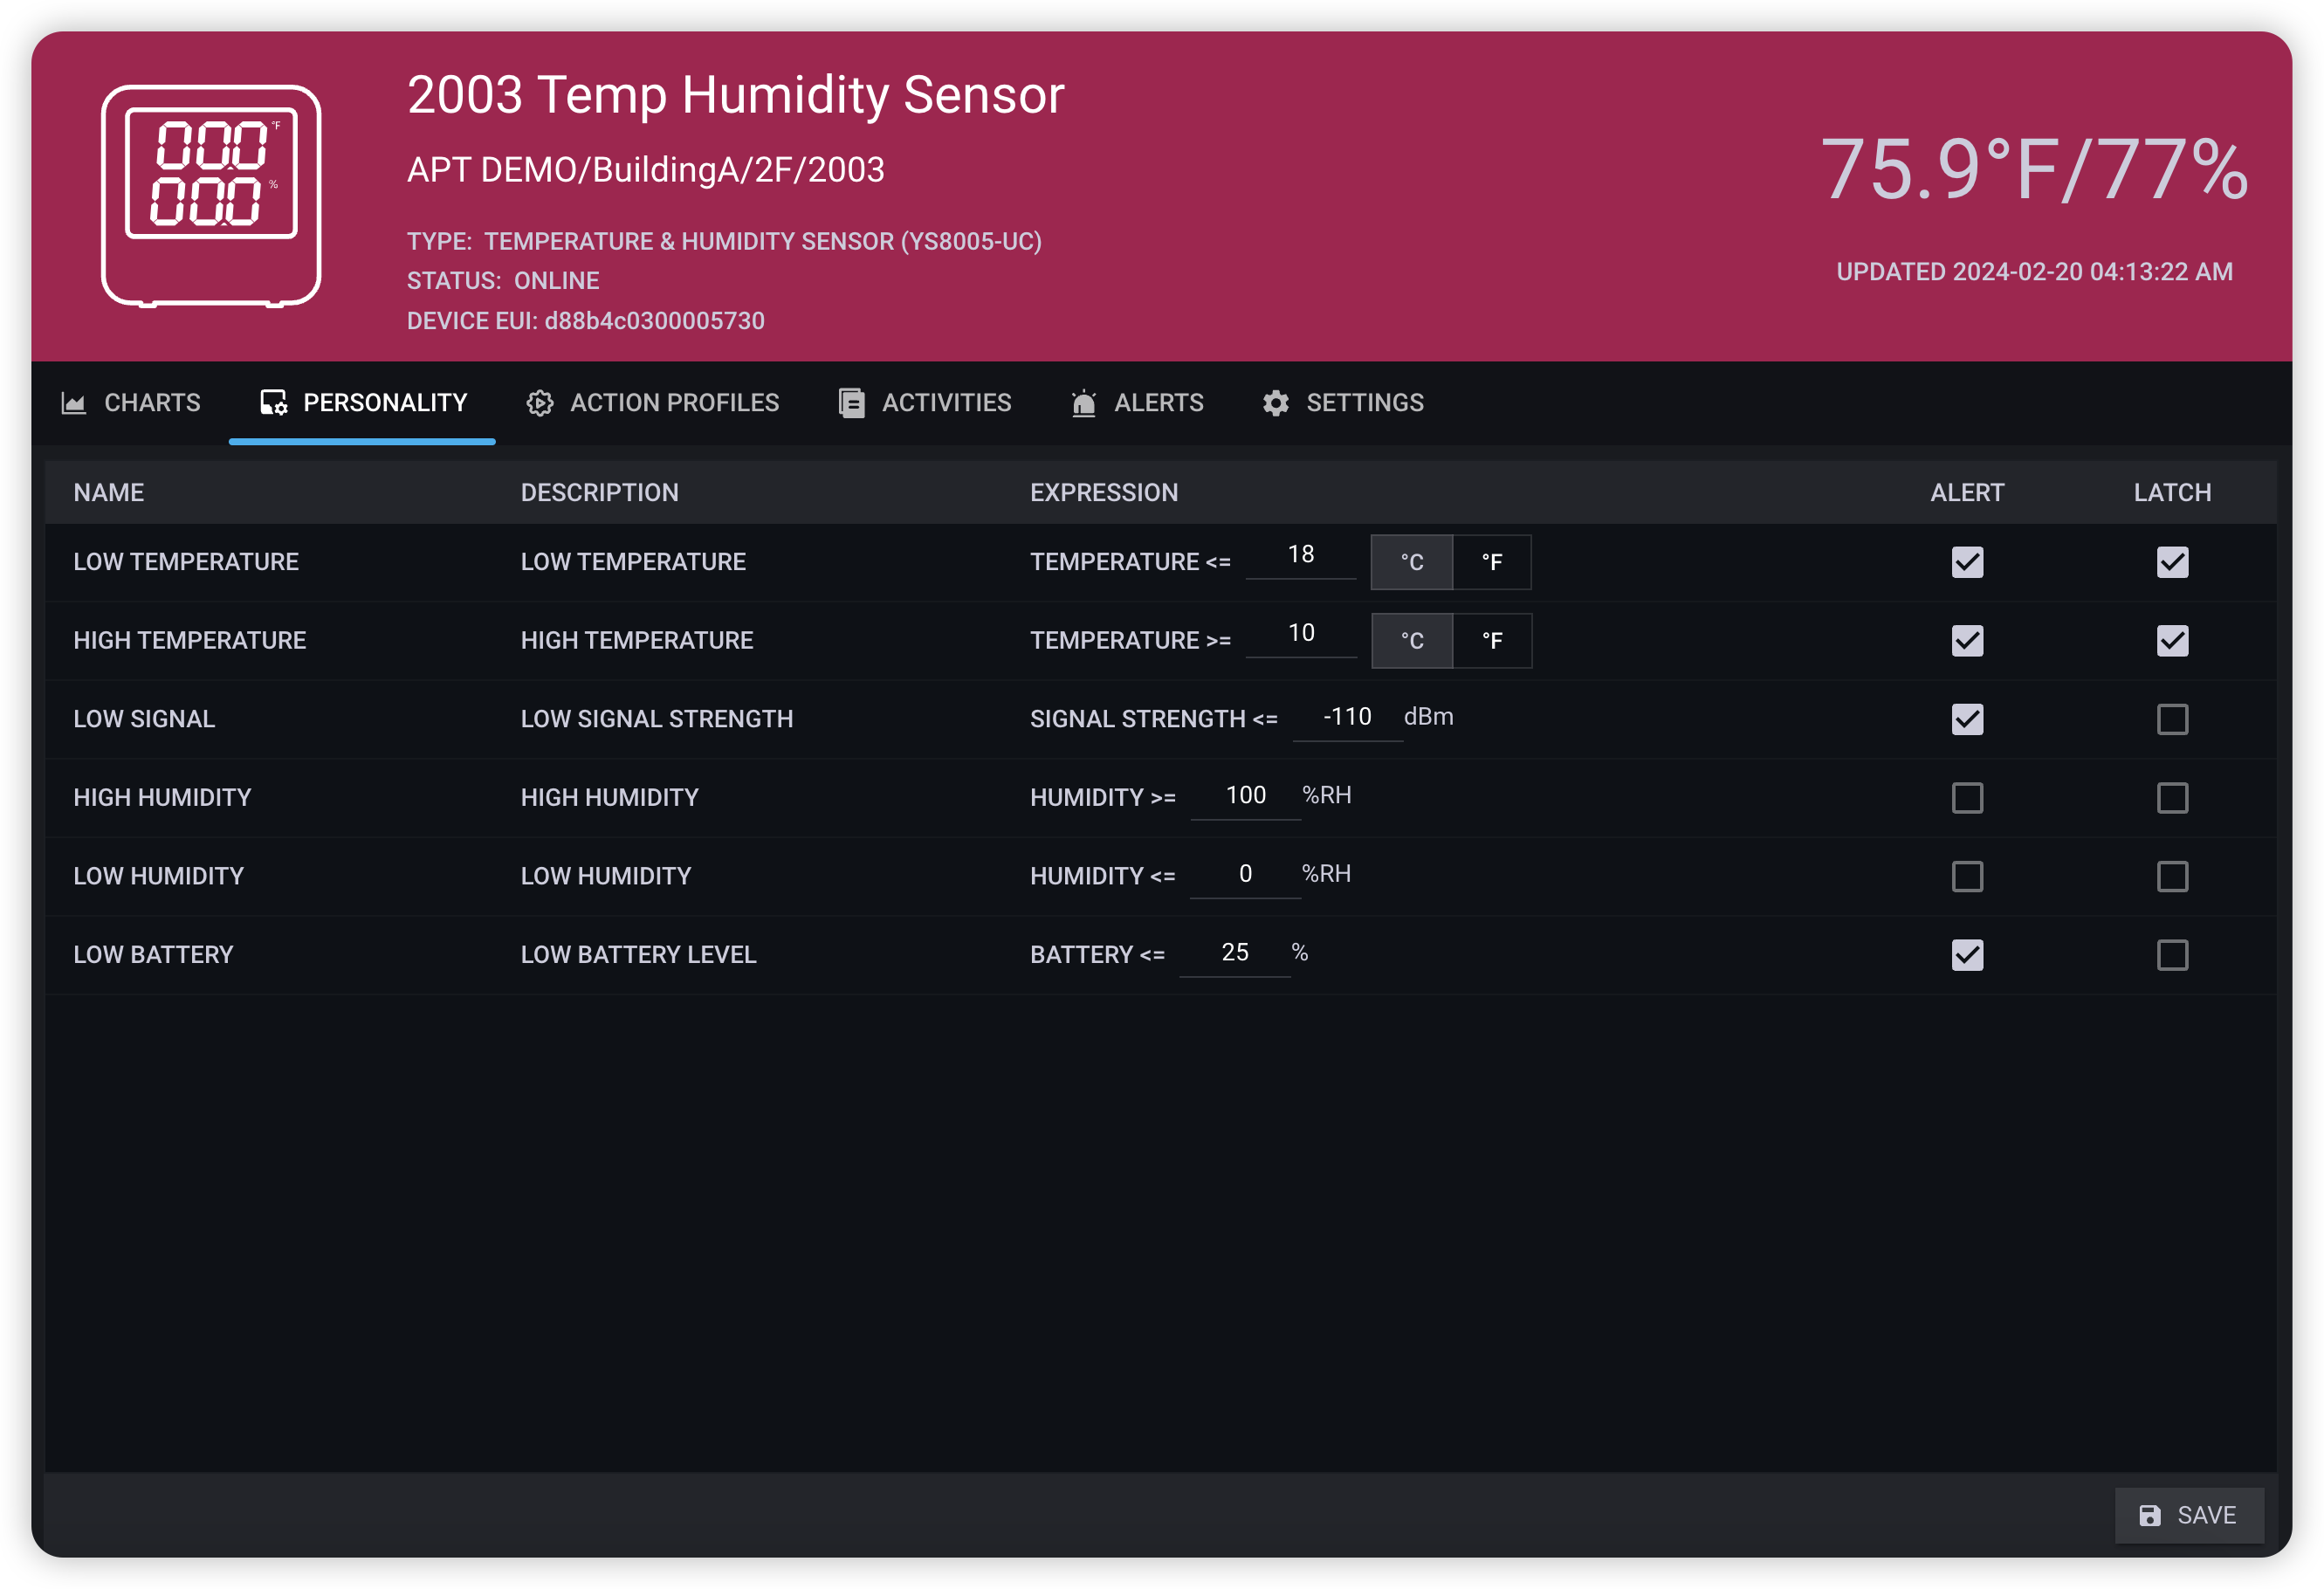 000 °F
000 %
2003 Temp Humidity Sensor
APT DEMO/BuildingA/2F/2003
TYPE: TEMPERATURE & HUMIDITY SENSOR (YS8005-UC)
STATUS: ONLINE
DEVICE EUI: d88b4c0300005730
75.9°F/77%
UPDATED 2024-02-20 04:13:22 AM
CHARTS PERSONALITY ACTION PROFILES ACTIVITIES ALERTS SETTINGS
NAME DESCRIPTION EXPRESSION ALERT LATCH
LOW TEMPERATURE LOW TEMPERATURE TEMPERATURE <= 18 °C °F
HIGH TEMPERATURE HIGH TEMPERATURE TEMPERATURE >= 10 °C °F
LOW SIGNAL LOW SIGNAL STRENGTH SIGNAL STRENGTH <= -110 dBm
HIGH HUMIDITY HIGH HUMIDITY HUMIDITY >= 100 %RH
LOW HUMIDITY LOW HUMIDITY HUMIDITY <= 0 %RH
LOW BATTERY LOW BATTERY LEVEL BATTERY <= 25 %
SAVE